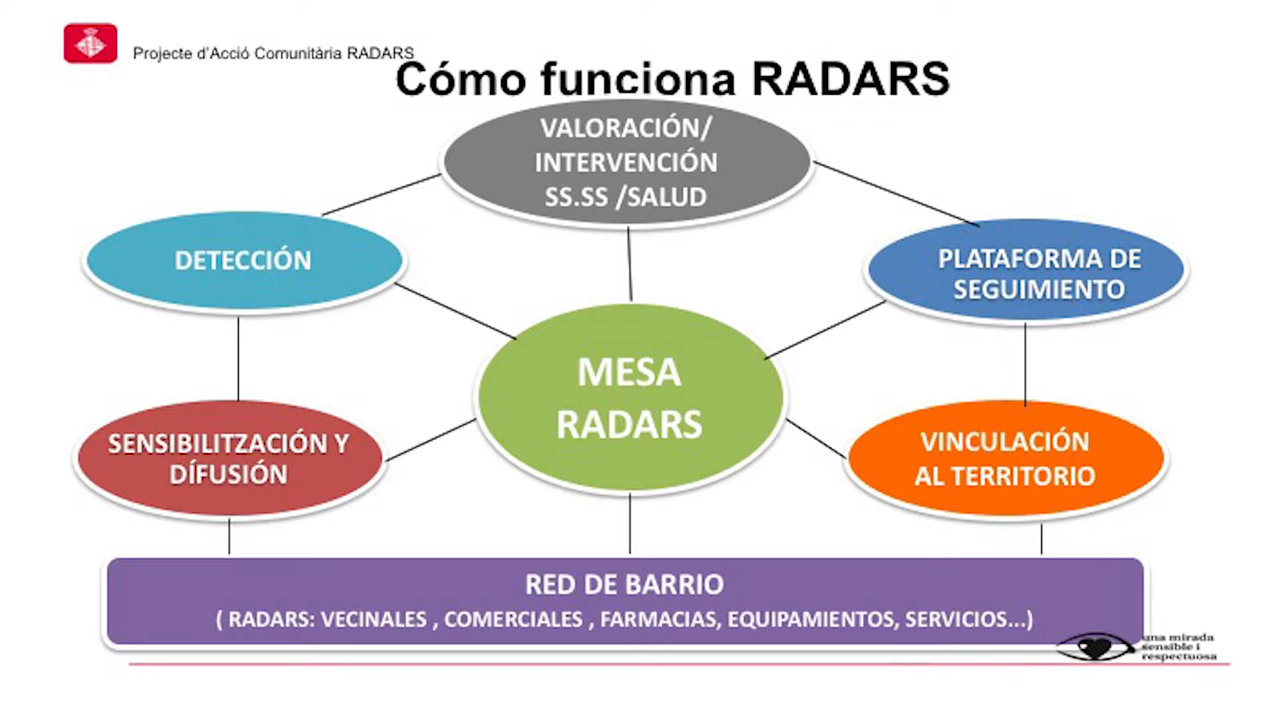 Projecte d'Acció Comunitària RADARS
Cómo funciona RADARS
VALORACIÓN/
INTERVENCIÓN
SS.SS /SALUD
DETECCIÓN
PLATAFORMA DE
SEGUIMIENTO
MESA
RADARS
SENSIBILITZACIÓN Y
DÍFUSIÓN
VINCULACIÓN
AL TERRITORIO
RED DE BARRIO
( RADARS: VECINALES , COMERCIALES , FARMACIAS, EQUIPAMIENTOS, SERVICIOS...)
una mirada
sensible i
respectuosa